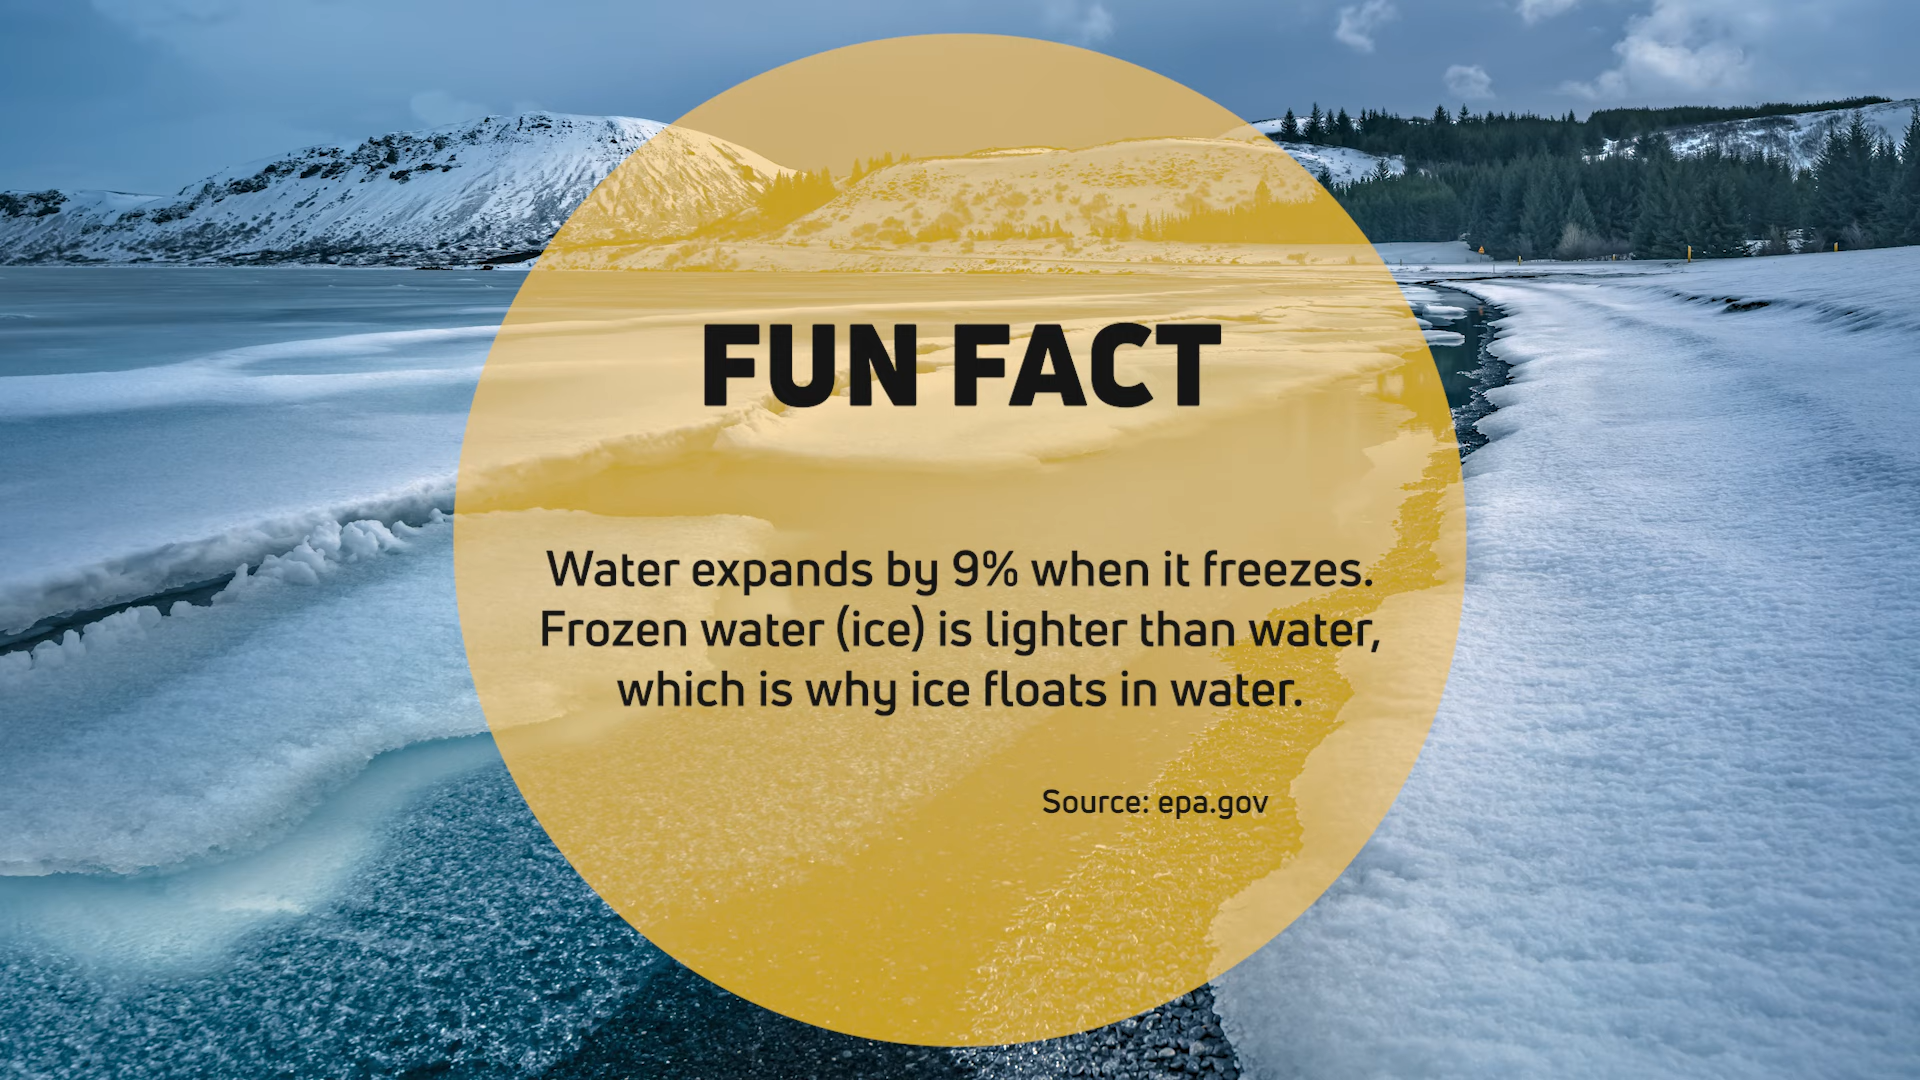 FUN FACT
Water expands by 9% when it freezes.
Frozen water (ice) is lighter than water,
which is why ice floats in water.
Source: epa.gov